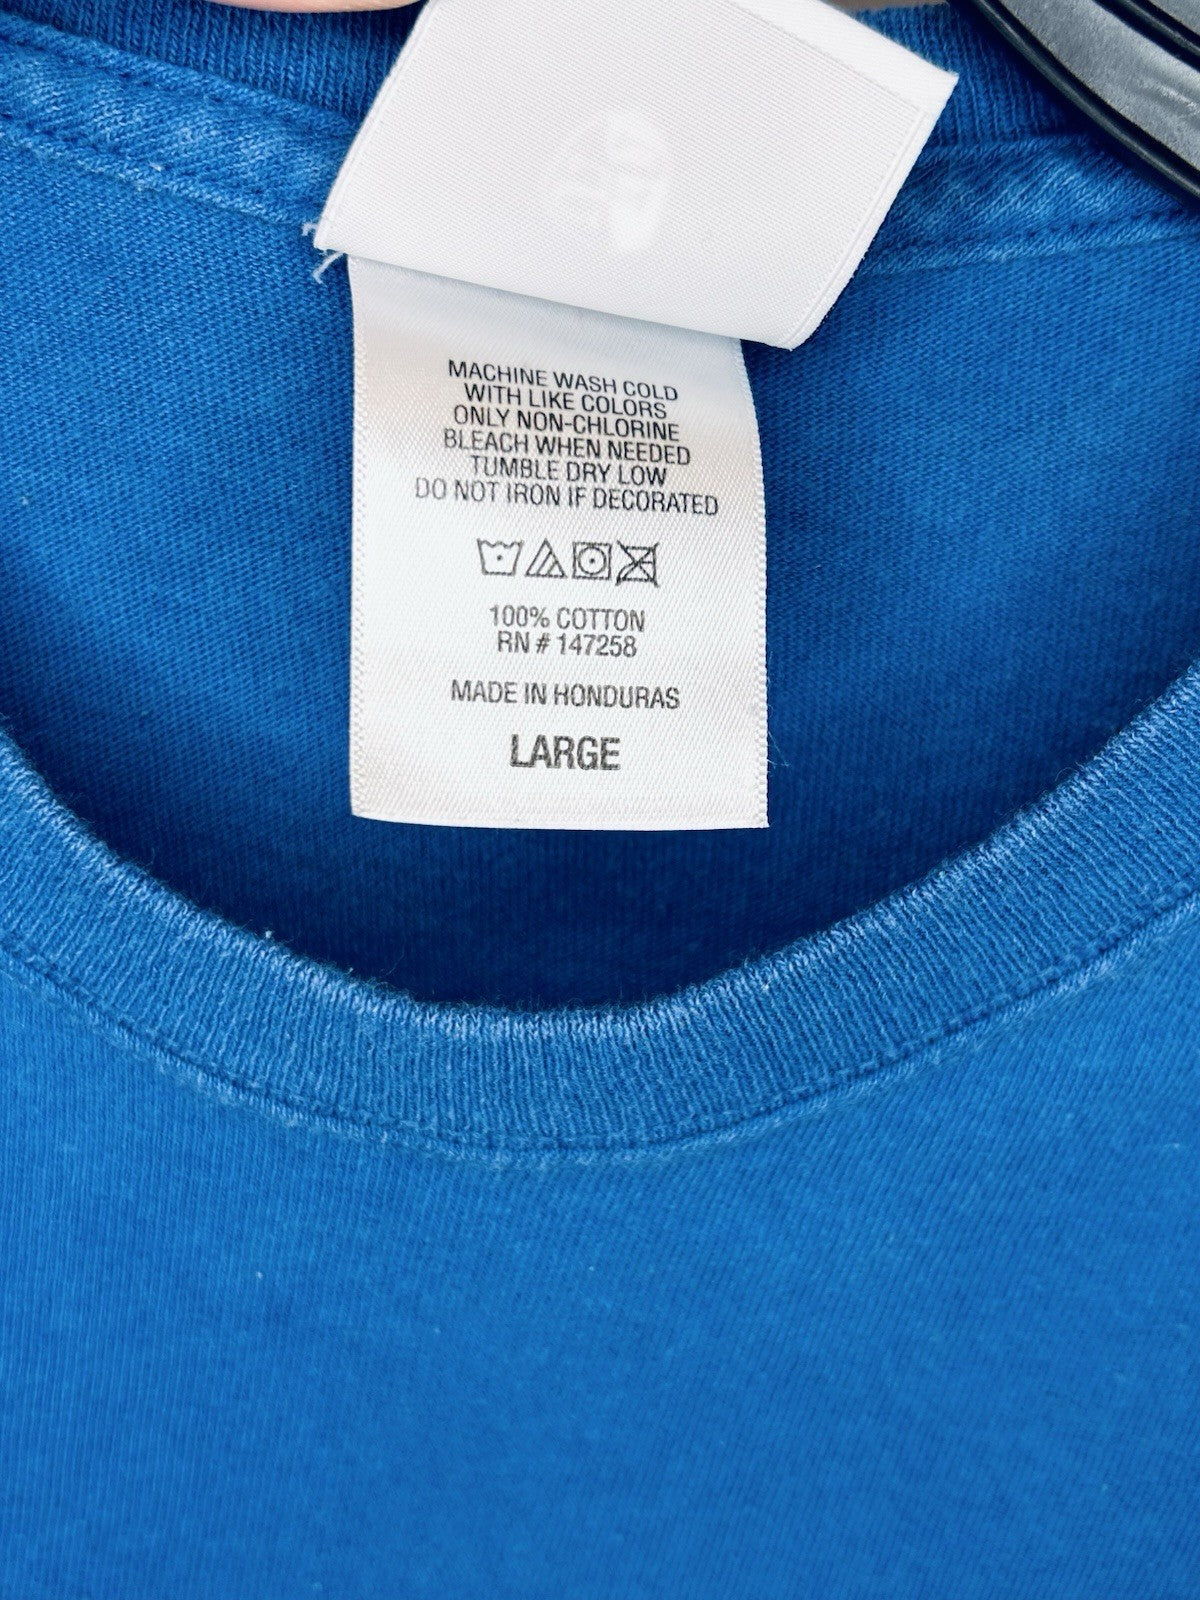 MACHINE WASH COLD
WITH LIKE COLORS
ONLY NON-CHLORINE
BLEACH WHEN NEEDED
TUMBLE DRY LOW
DO NOT IRON IF DECORATED
100% COTTON
RN # 147258
MADE IN HONDURAS
LARGE